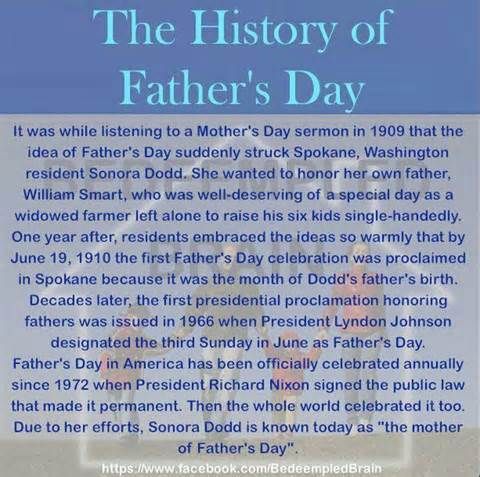 The History of
Father's Day
It was while listening to a Mother's Day sermon in 1909 that the
idea of Father's Day suddenly struck Spokane, Washington
resident Sonora Dodd. She wanted to honor her own father,
William Smart, who was well-deserving of a special day as a
widowed farmer left alone to raise his six kids single-handedly.
One year after, residents embraced the ideas so warmly that by
June 19, 1910 the first Father's Day celebration was proclaimed
in Spokane because it was the month of Dodd's father's birth.
Decades later, the first presidential proclamation honoring
fathers was issued in 1966 when President Lyndon Johnson
designated the third Sunday in June as Father's Day.
Father's Day in America has been officially celebrated annually
since 1972 when President Richard Nixon signed the public law
that made it permanent. Then the whole world celebrated it too.
Due to her efforts, Sonora Dodd is known today as "the mother
of Father's Day".
https://www.facebook.com/BedeempledBrain